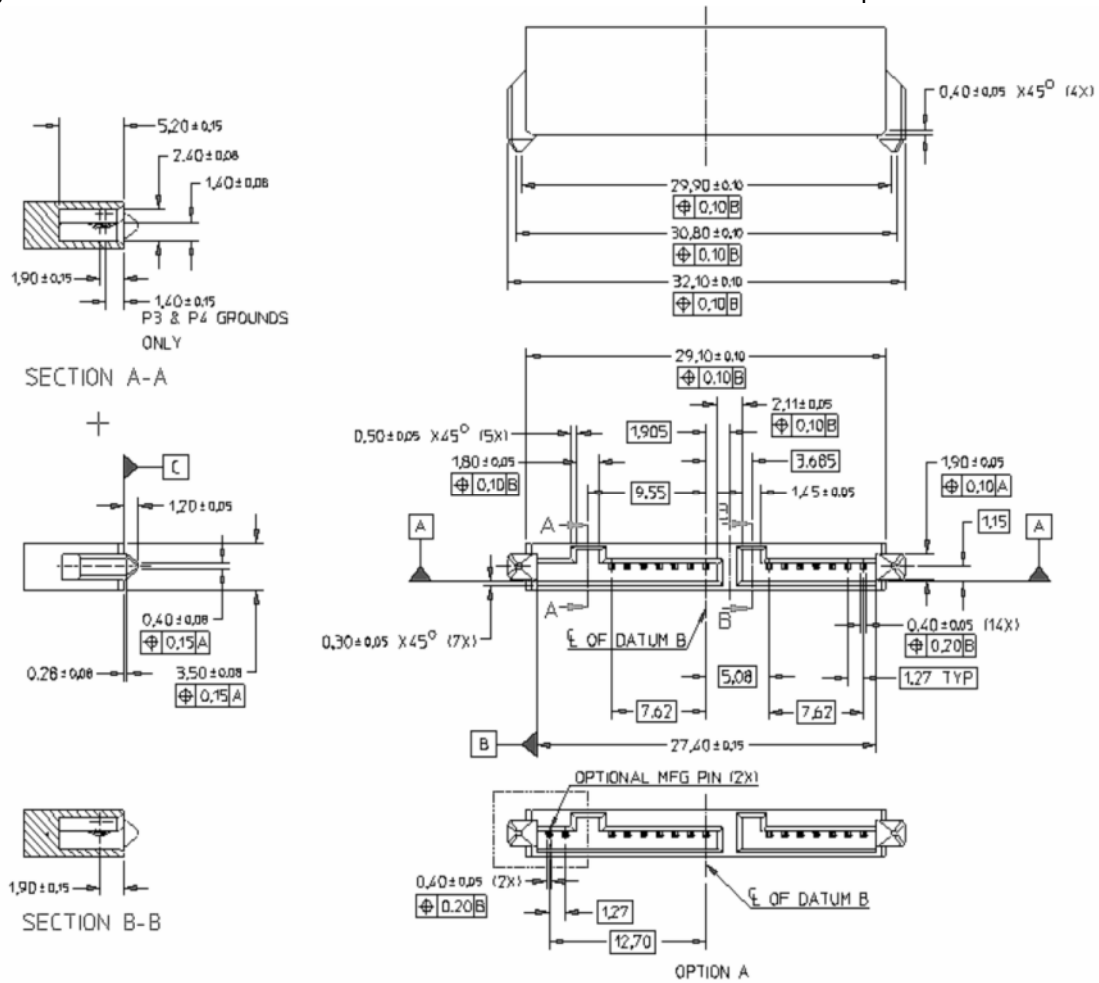 0,40±0,05 X45° (4X)
5,20±0,15
2,40±0,08
1,40±0,08
29,90±0,10
⌖ 0,10 B
30,80±0,10
⌖ 0,10 B
32,10±0,10
⌖ 0,10 B
1,90±0,15
1,40±0,15
P3 & P4 GROUNDS
ONLY
SECTION A-A
29,10±0,10
⌖ 0,10 B
2,11±0,05
⌖ 0,10 B
0,50±0,05 X45° (5X)
1,905
3,685
1,80±0,05
⌖ 0,10 B
9,55
1,45±0,05
1,90±0,05
⌖ 0,10 A
1,15
C
1,20±0,05
A
A
B
A
A
B
0,40±0,08
⌖ 0,15 A
0,30±0,05 X45° (7X)
℄ OF DATUM B
0,40±0,05 (14X)
⌖ 0,20 B
0,28±0,08
3,50±0,08
⌖ 0,15 A
5,08
1,27 TYP
7,62
7,62
B
27,40±0,15
OPTIONAL MFG PIN (2X)
1,90±0,15
SECTION B-B
0,40±0,05 (2X)
⌖ 0,20 B
1,27
℄ OF DATUM B
12,70
OPTION A